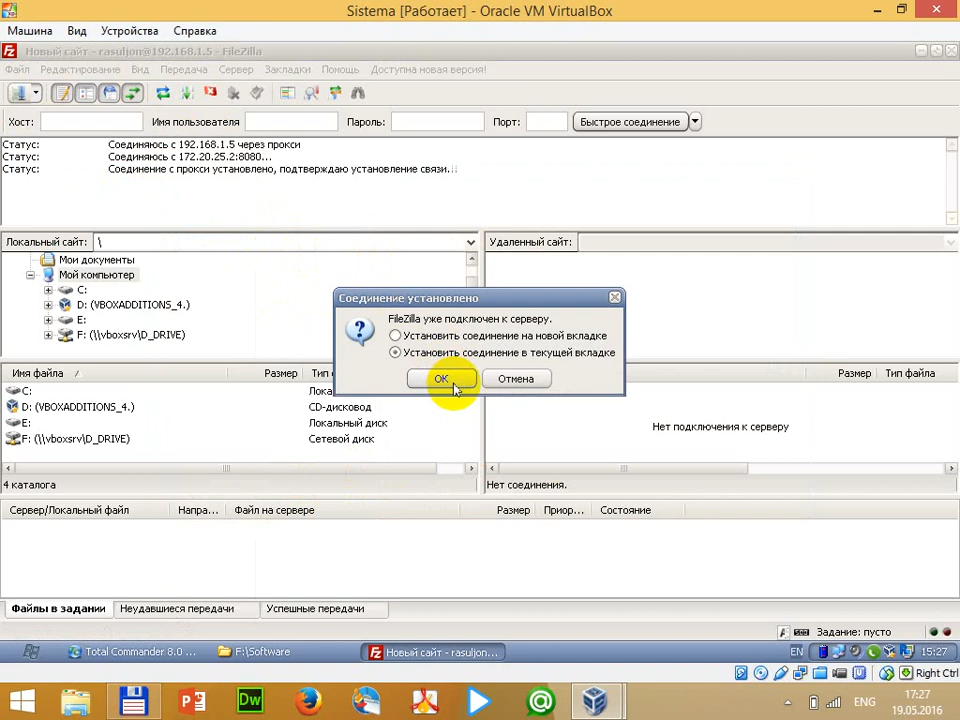 Sistema [Работает] - Oracle VM VirtualBox
Машина Вид Устройства Справка
Новый сайт - rasuljon@192.168.1.5 - FileZilla
Файл Редактирование Вид Передача Сервер Закладки Помощь Доступна новая версия!
Хост: Имя пользователя Пароль: Порт: Быстрое соединение
Статус: Соединяюсь с 192.168.1.5 через прокси
Статус: Соединяюсь с 172.20.25.2:8080...
Статус: Соединение с прокси установлено, подтверждаю установление связи...
Локальный сайт: \ Удаленный сайт:
Мои документы
Мой компьютер
C:
D: (VBOXADDITIONS_4.)
E:
F: (\\vboxsrv\D_DRIVE)
Соединение установлено
FileZilla уже подключен к серверу.
Установить соединение на новой вкладке
Установить соединение в текущей вкладке
OK Отмена
Имя файла Размер Размер Тип файла
C:
D: (VBOXADDITIONS_4.) CD-дисковод
E: Локальный диск
F: (\\vboxsrv\D_DRIVE) Сетевой диск
Нет подключения к серверу
4 каталога Нет соединения.
Сервер/Локальный файл Напра... Файл на сервере Размер Приор... Состояние
Файлы в задании Неудавшиеся передачи Успешные передачи
Задание: пусто
Total Commander 8.0 ... F:\Software Новый сайт - rasuljon... EN 15:27
Right Ctrl
ENG 17:27
19.05.2016